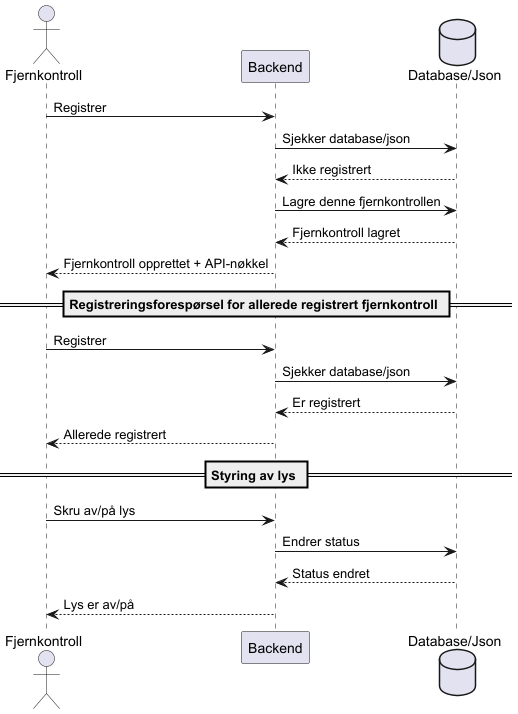 Fjernkontroll
Backend
Database/Json
Registrer
Sjekker database/json
Ikke registrert
Lagre denne fjernkontrollen
Fjernkontroll lagret
Fjernkontroll opprettet + API-nøkkel
Registreringsforespørsel for allerede registrert fjernkontroll
Registrer
Sjekker database/json
Er registrert
Allerede registrert
Styring av lys
Skru av/på lys
Endrer status
Status endret
Lys er av/på
Fjernkontroll
Backend
Database/Json